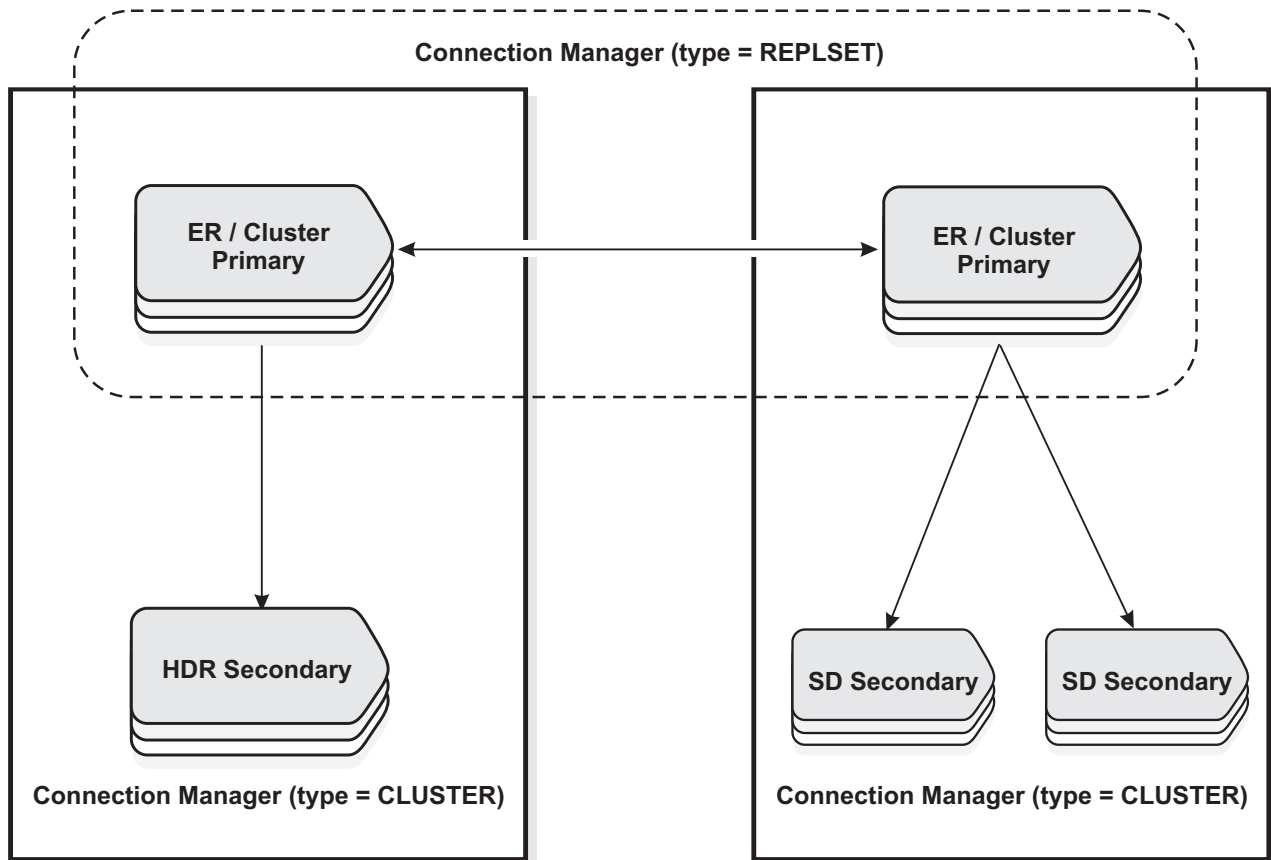 Connection Manager (type = REPLSET)
ER / Cluster
Primary
ER / Cluster
Primary
HDR Secondary
SD Secondary
SD Secondary
Connection Manager (type = CLUSTER)
Connection Manager (type = CLUSTER)